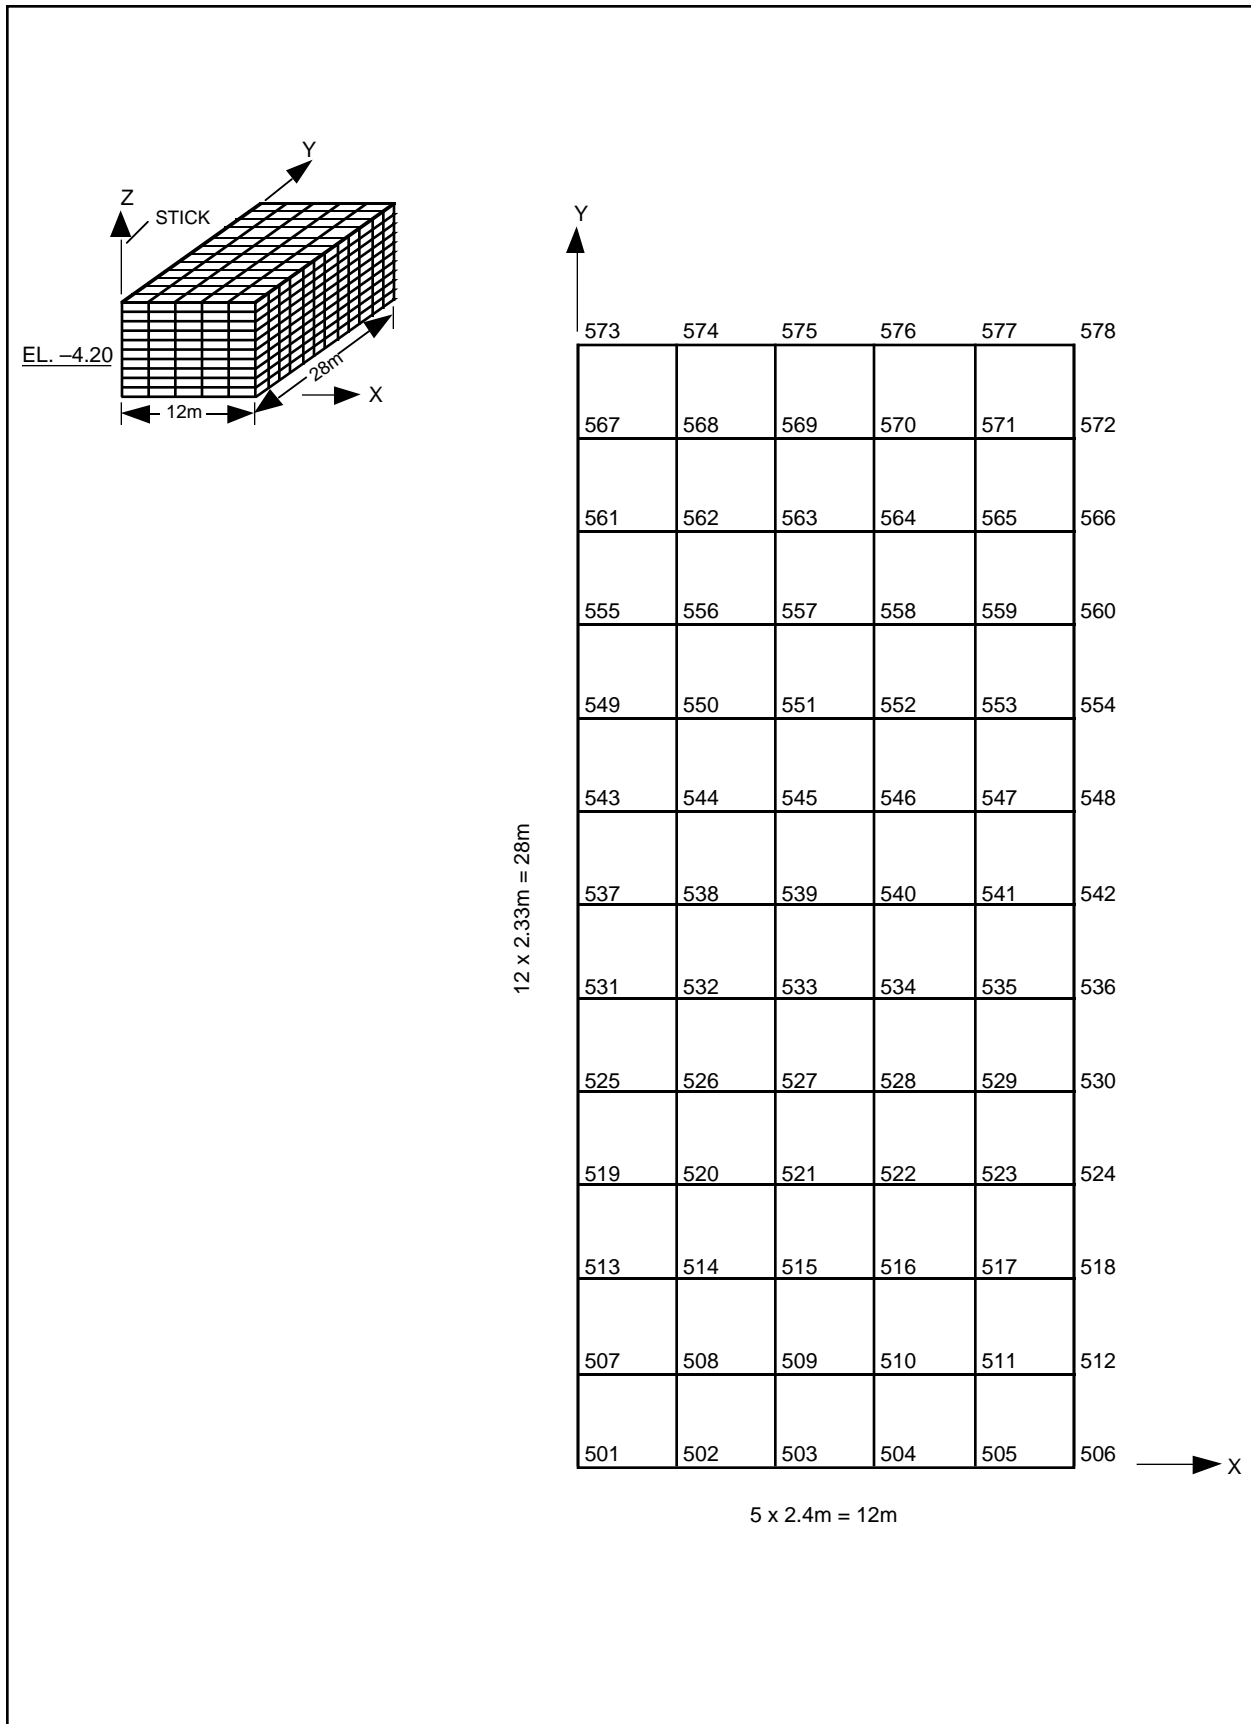 Y
Z
STICK
EL. –4.20
28m
X
12m
Y
573 574 575 576 577 578
567 568 569 570 571 572
561 562 563 564 565 566
555 556 557 558 559 560
549 550 551 552 553 554
543 544 545 546 547 548
537 538 539 540 541 542
531 532 533 534 535 536
525 526 527 528 529 530
519 520 521 522 523 524
513 514 515 516 517 518
507 508 509 510 511 512
501 502 503 504 505 506
X
12 x 2.33m = 28m
5 x 2.4m = 12m